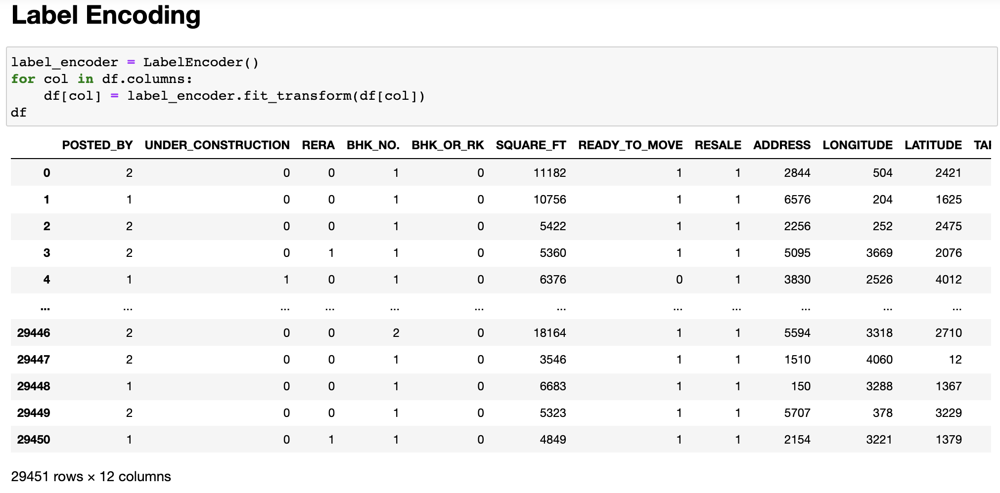 Label Encoding
label_encoder = LabelEncoder()
for col in df.columns:
    df[col] = label_encoder.fit_transform(df[col])
df
POSTED_BY UNDER_CONSTRUCTION RERA BHK_NO. BHK_OR_RK SQUARE_FT READY_TO_MOVE RESALE ADDRESS LONGITUDE LATITUDE
0 2 0 0 1 0 11182 1 1 2844 504 2421
1 1 0 0 1 0 10756 1 1 6576 204 1625
2 2 0 0 1 0 5422 1 1 2256 252 2475
3 2 0 1 1 0 5360 1 1 5095 3669 2076
4 1 1 0 1 0 6376 0 1 3830 2526 4012
... ... ... ... ... ... ... ... ... ... ... ...
29446 2 0 0 2 0 18164 1 1 5594 3318 2710
29447 2 0 0 1 0 3546 1 1 1510 4060 12
29448 1 0 0 1 0 6683 1 1 150 3288 1367
29449 2 0 0 1 0 5323 1 1 5707 378 3229
29450 1 0 1 1 0 4849 1 1 2154 3221 1379
29451 rows × 12 columns